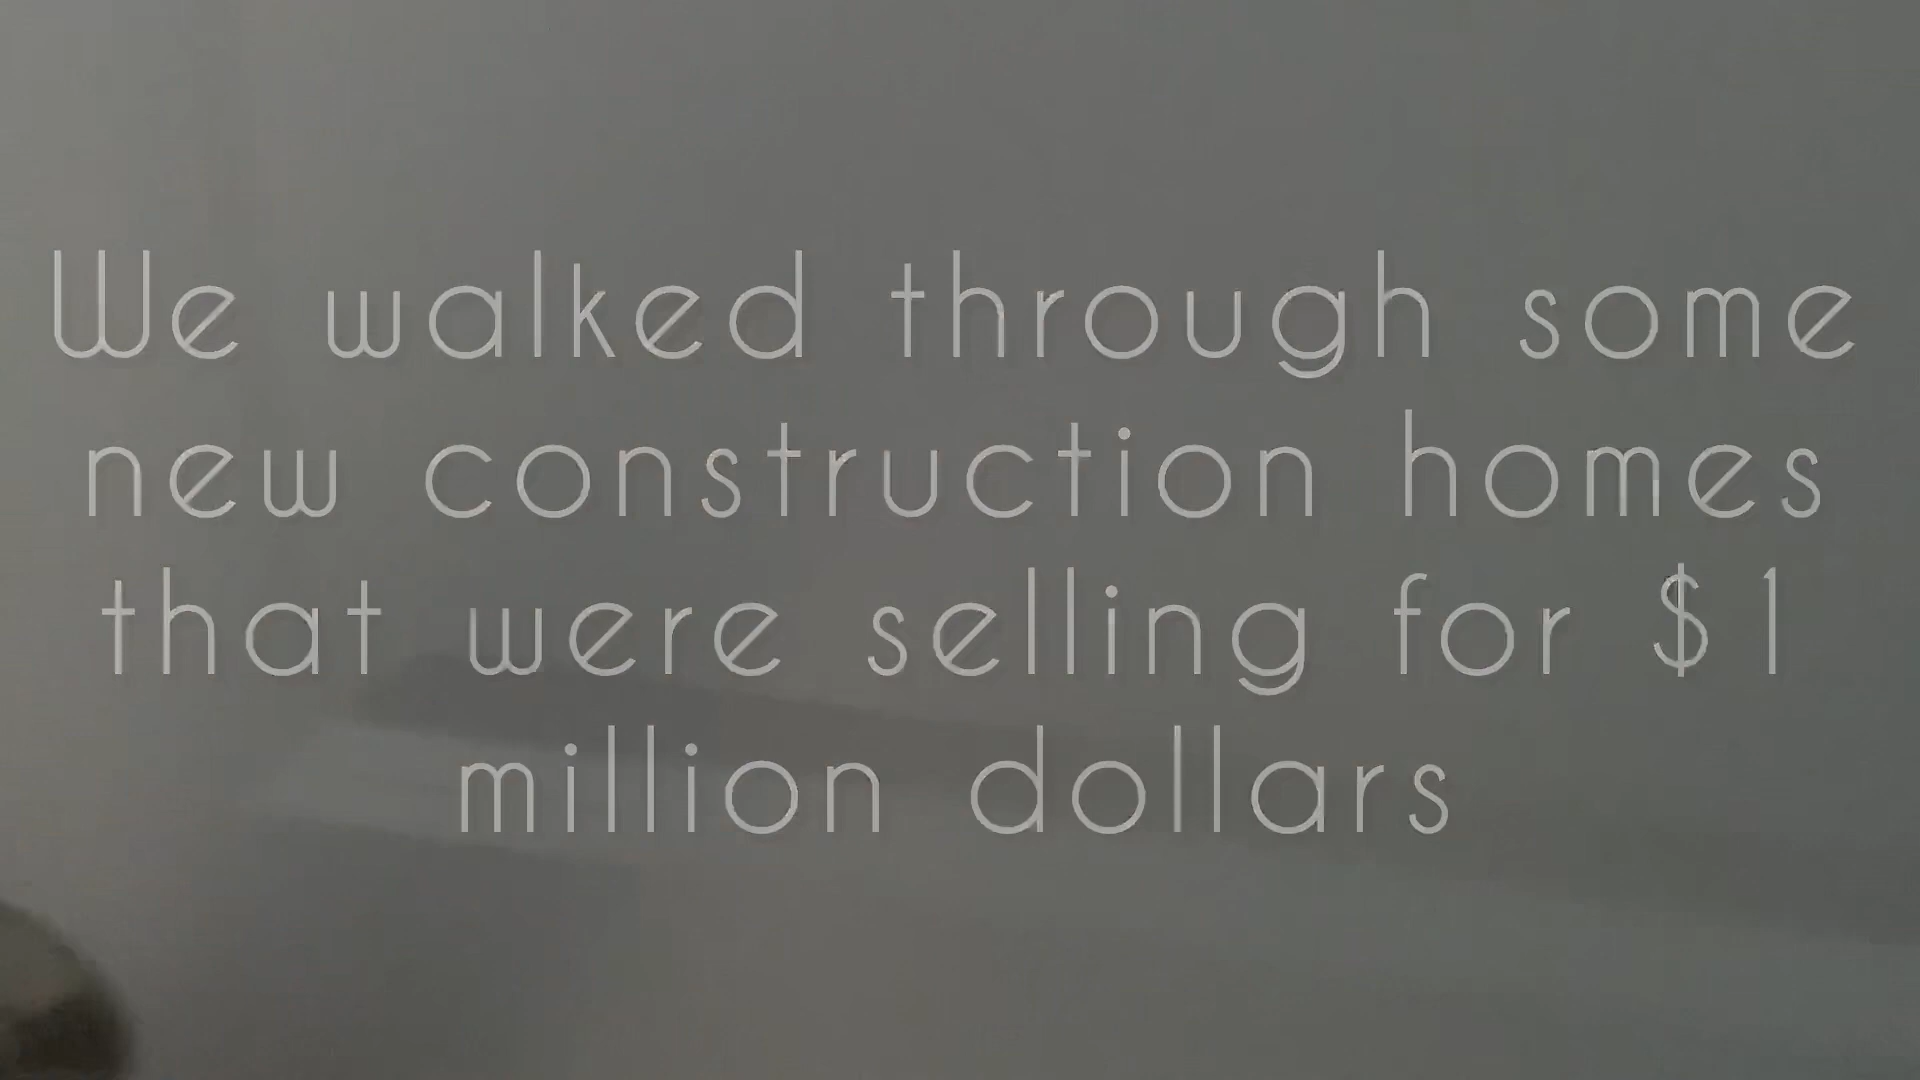 We walked through some
new construction homes
that were selling for $1
million dollars